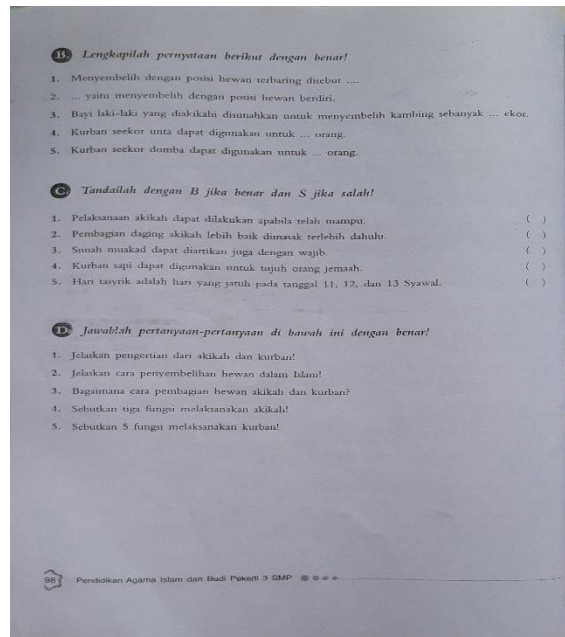 B. Lengkapilah pernyataan berikut dengan benar!
1. Menyembelih dengan posisi hewan terbaring disebut ....
2. ... yaitu menyembelih dengan posisi hewan berdiri.
3. Bayi laki-laki yang diakikahi disunahkan untuk menyembelih kambing sebanyak ... ekor.
4. Kurban seekor unta dapat digunakan untuk ... orang.
5. Kurban seekor domba dapat digunakan untuk ... orang.
C. Tandailah dengan B jika benar dan S jika salah!
1. Pelaksanaan akikah dapat dilakukan apabila telah mampu. ( )
2. Pembagian daging akikah lebih baik dimasak terlebih dahulu. ( )
3. Sunah muakad dapat diartikan juga dengan wajib. ( )
4. Kurban sapi dapat digunakan untuk tujuh orang jemaah. ( )
5. Hari tasyrik adalah hari yang jatuh pada tanggal 11, 12, dan 13 Syawal. ( )
D. Jawablah pertanyaan-pertanyaan di bawah ini dengan benar!
1. Jelaskan pengertian dari akikah dan kurban!
2. Jelaskan cara penyembelihan hewan dalam Islam!
3. Bagaimana cara pembagian hewan akikah dan kurban?
4. Sebutkan tiga fungsi melaksanakan akikah!
5. Sebutkan 5 fungsi melaksanakan kurban!
98 Pendidikan Agama Islam dan Budi Pekerti 3 SMP